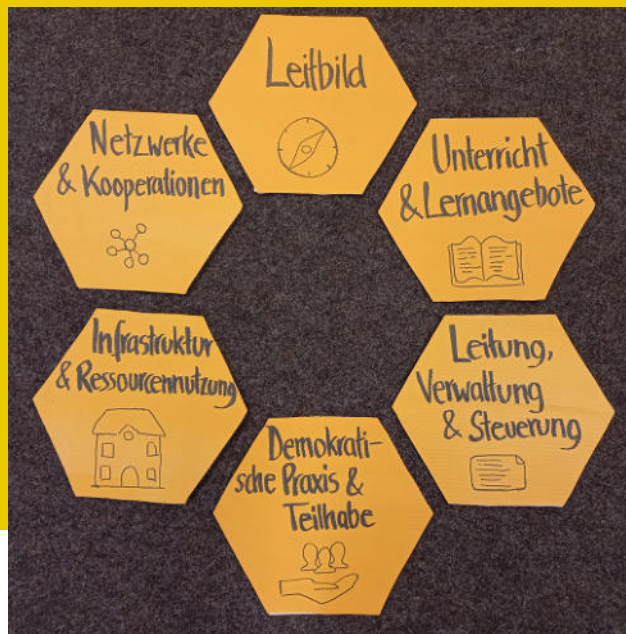 Leitbild
Unterricht
& Lernangebote
Leitung,
Verwaltung
& Steuerung
Demokrati-
sche Praxis &
Teilhabe
Infrastruktur
& Ressourcennutzung
Netzwerke
& Kooperationen